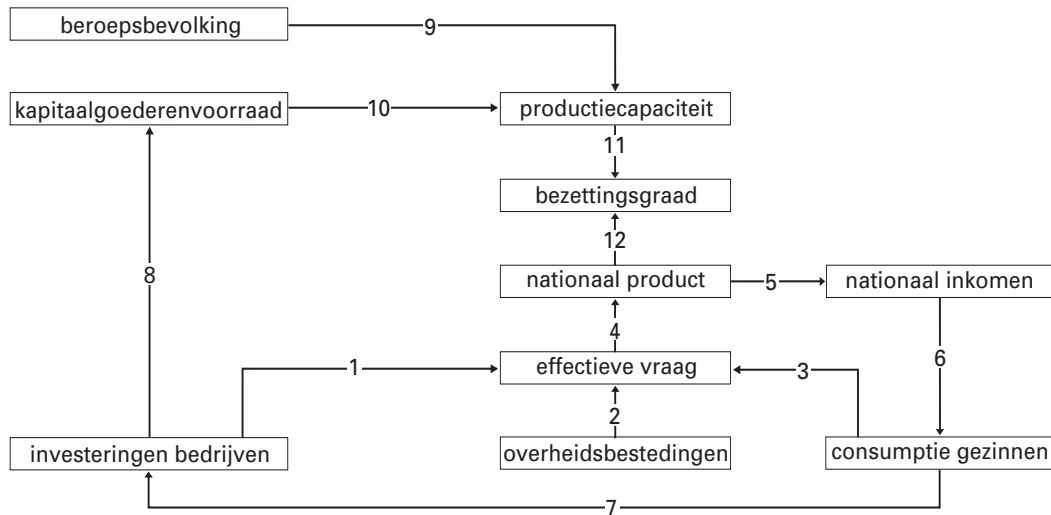 beroepsbevolking
9
kapitaalgoederenvoorraad
10
productiecapaciteit
11
bezettingsgraad
12
8
nationaal product
5
nationaal inkomen
4
6
1
effectieve vraag
3
2
investeringen bedrijven
overheidsbestedingen
consumptie gezinnen
7